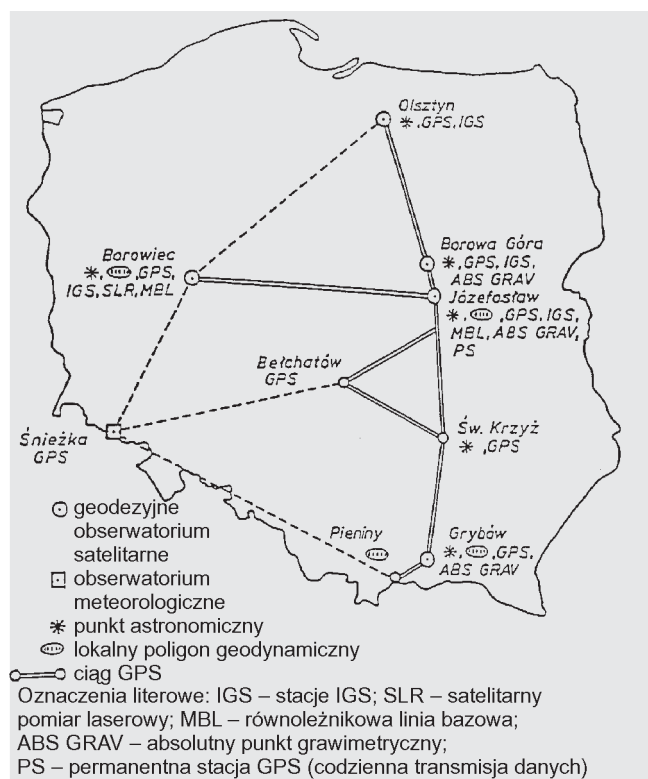 Olsztyn
*,GPS,IGS
Borowa Góra
*,GPS, IGS,
ABS GRAV
Borowiec
*, ,GPS,
IGS,SLR,MBL
Józefosław
*, ,GPS,IGS,
MBL, ABS GRAV,
PS
Bełchatów
GPS
Śnieżka
GPS
Św. Krzyż
*,GPS
Pieniny
Grybów
*, ,GPS,
ABS GRAV
geodezyjne
obserwatorium
satelitarne
obserwatorium
meteorologiczne
* punkt astronomiczny
lokalny poligon geodynamiczny
ciąg GPS
Oznaczenia literowe: IGS – stacje IGS; SLR – satelitarny
pomiar laserowy; MBL – równoleżnikowa linia bazowa;
ABS GRAV – absolutny punkt grawimetryczny;
PS – permanentna stacja GPS (codzienna transmisja danych)